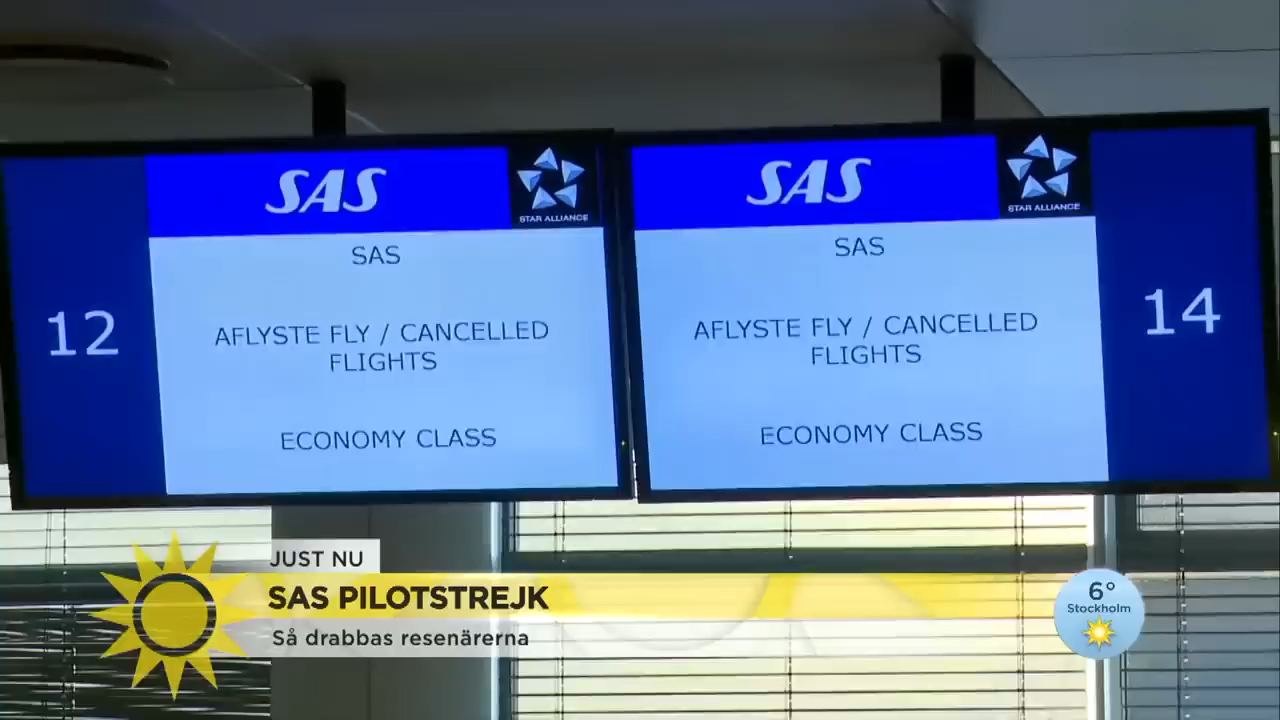 12
SAS
STAR ALLIANCE
SAS
AFLYSTE FLY / CANCELLED
FLIGHTS
ECONOMY CLASS
SAS
STAR ALLIANCE
SAS
AFLYSTE FLY / CANCELLED
FLIGHTS
ECONOMY CLASS
14
JUST NU
SAS PILOTSTREJK
Så drabbas resenärerna
6°
Stockholm